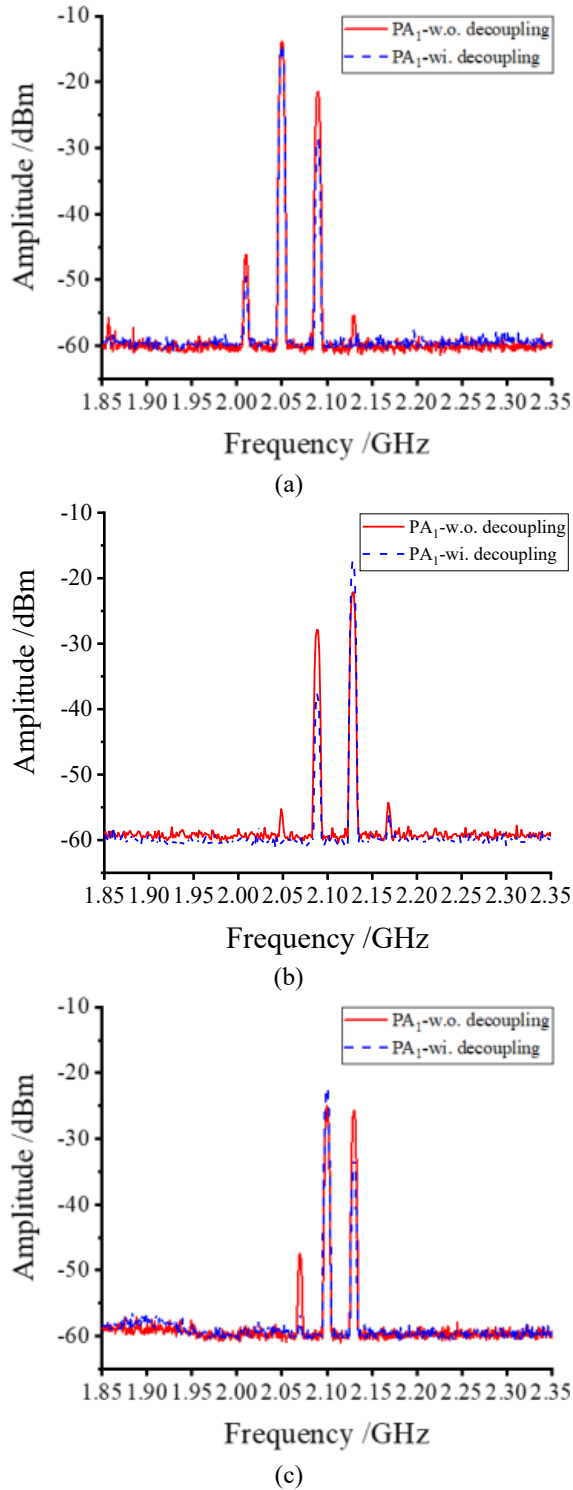 -10
PA₁-w.o. decoupling
PA₁-wi. decoupling
-20
-30
-40
-50
-60
Amplitude /dBm
1.85 1.90 1.95 2.00 2.05 2.10 2.15 2.20 2.25 2.30 2.35
Frequency /GHz
(a)
-10
PA₁-w.o. decoupling
PA₁-wi. decoupling
-20
-30
-40
-50
-60
Amplitude /dBm
1.85 1.90 1.95 2.00 2.05 2.10 2.15 2.20 2.25 2.30 2.35
Frequency /GHz
(b)
-10
PA₁-w.o. decoupling
PA₁-wi. decoupling
-20
-30
-40
-50
-60
Amplitude /dBm
1.85 1.90 1.95 2.00 2.05 2.10 2.15 2.20 2.25 2.30 2.35
Frequency /GHz
(c)